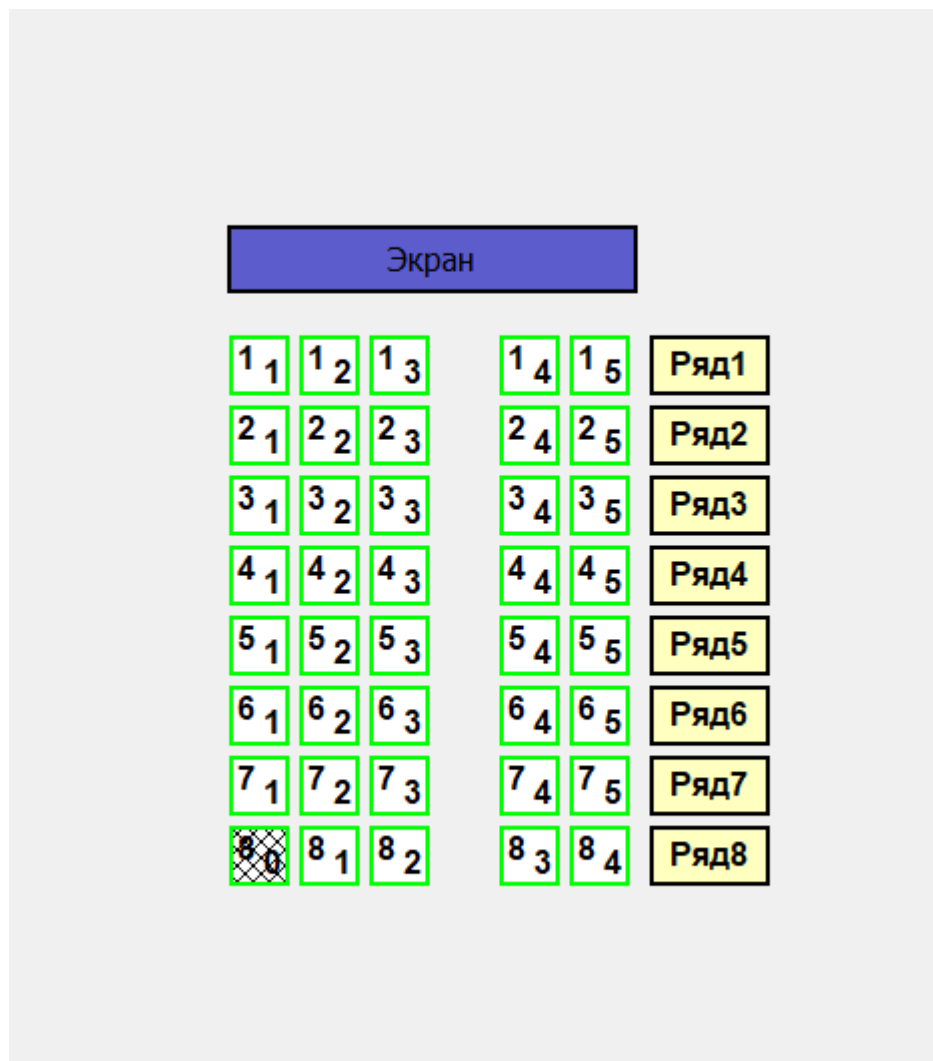 Экран
1 1 1 2 1 3 1 4 1 5 Ряд1
2 1 2 2 2 3 2 4 2 5 Ряд2
3 1 3 2 3 3 3 4 3 5 Ряд3
4 1 4 2 4 3 4 4 4 5 Ряд4
5 1 5 2 5 3 5 4 5 5 Ряд5
6 1 6 2 6 3 6 4 6 5 Ряд6
7 1 7 2 7 3 7 4 7 5 Ряд7
8 0 8 1 8 2 8 3 8 4 Ряд8